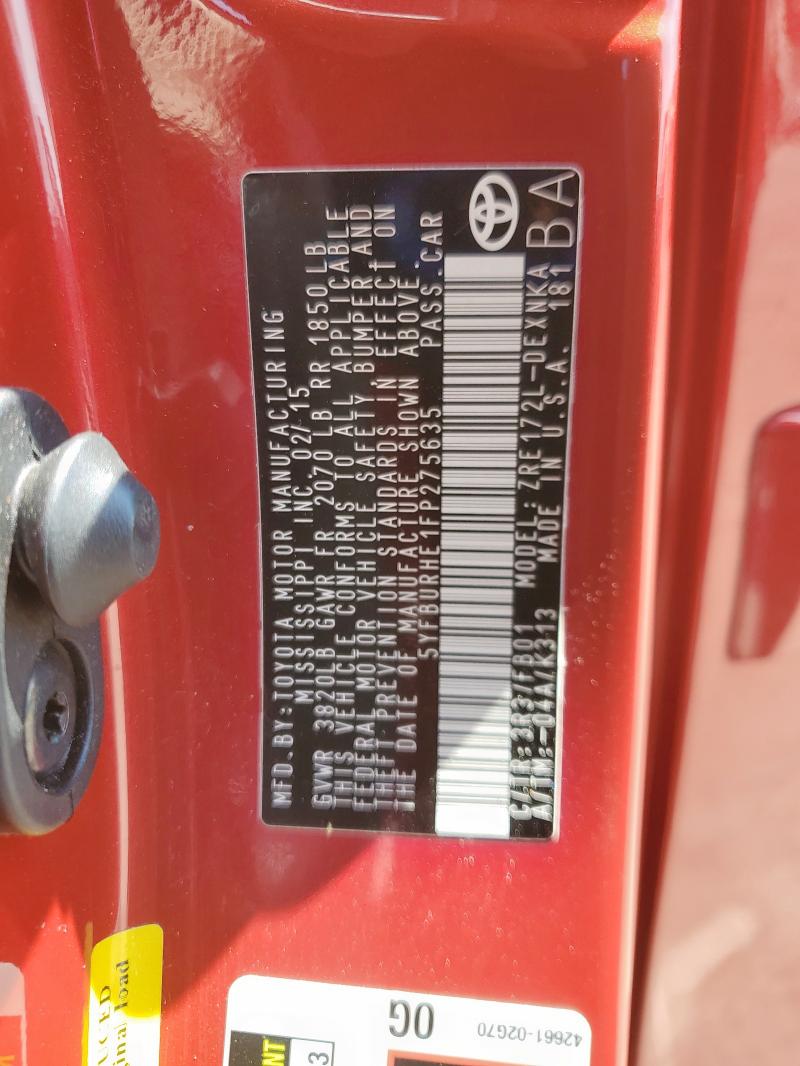 MFD.BY:TOYOTA MOTOR MANUFACTURING
MISSISSIPPI INC. 02/15
GVWR 3820LB GAWR FR 2070 LB RR 1850LB
THIS VEHICLE CONFORMS TO ALL APPLICABLE
FEDERAL MOTOR VEHICLE SAFETY BUMPER AND
THEFT PREVENTION STANDARDS IN EFFECT ON
THE DATE OF MANUFACTURE SHOWN ABOVE.
5YFBURHE1FP275635 PASS.CAR
C/TR:3R3/FB01 MODEL:ZRE172L-DEXNKA
A/TM:-04A/K313 MADE IN U.S.A. 181
BA
42661-02G70
0G